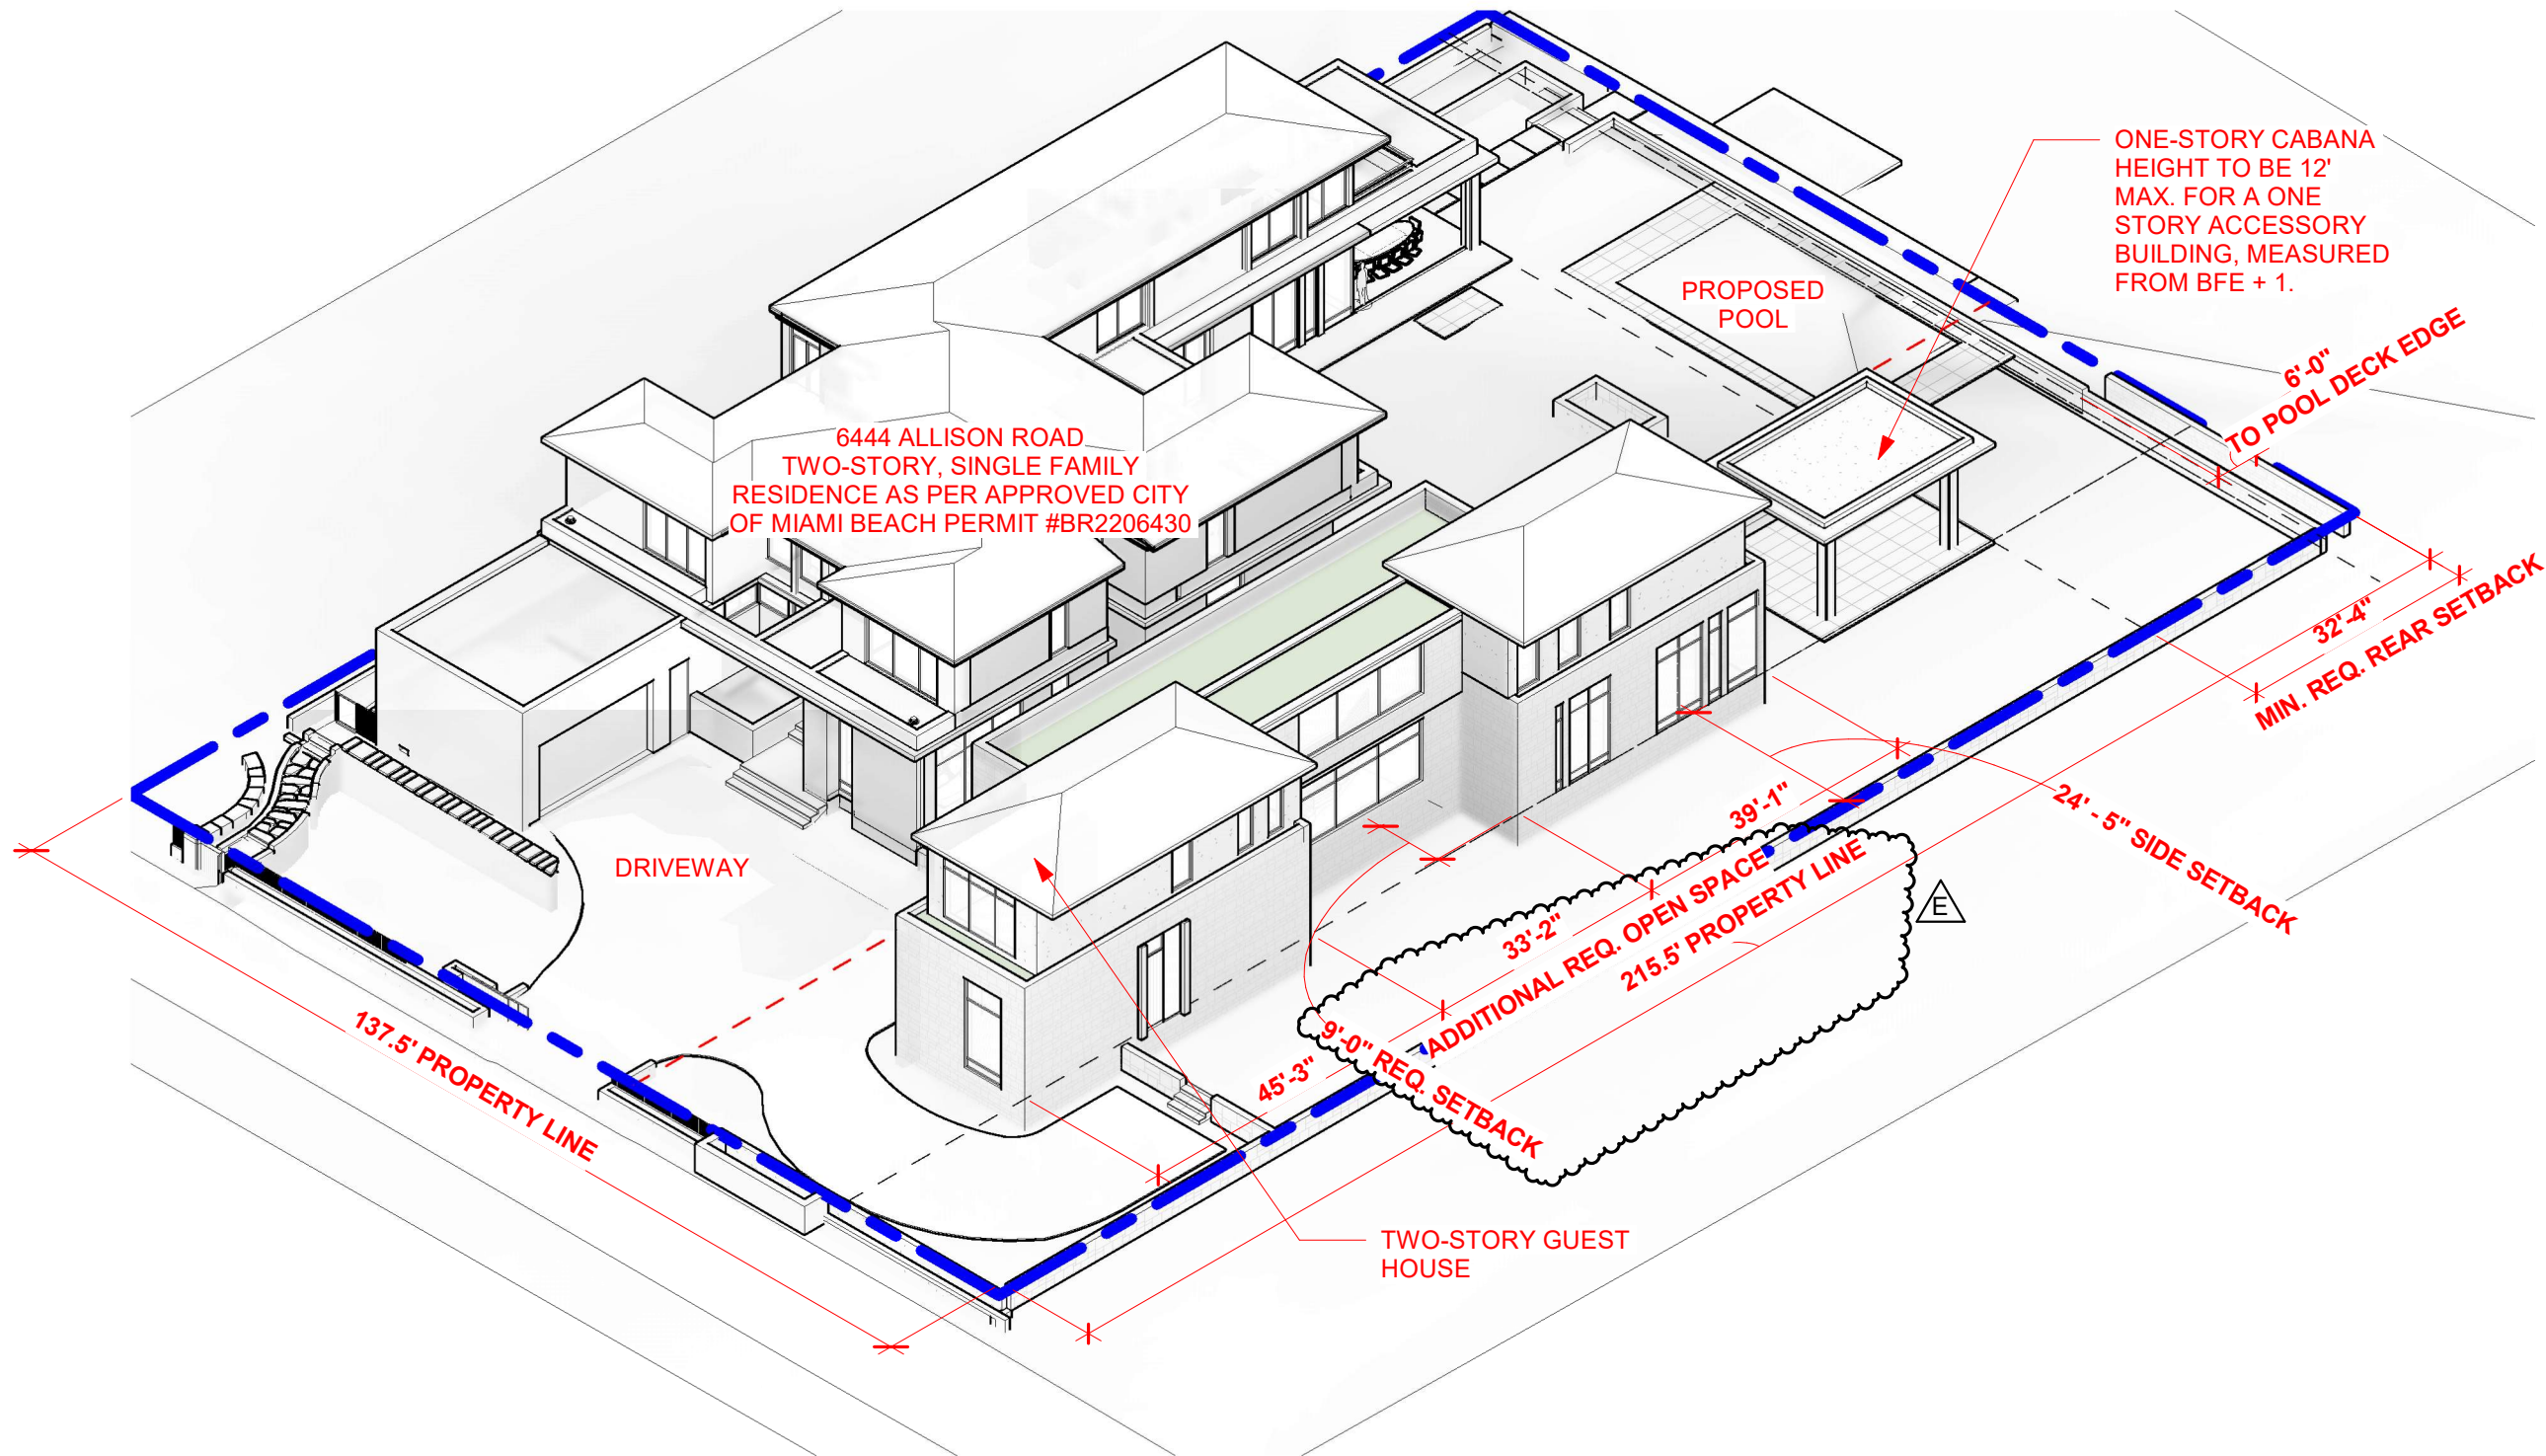 ONE-STORY CABANA
HEIGHT TO BE 12'
MAX. FOR A ONE
STORY ACCESSORY
BUILDING, MEASURED
FROM BFE + 1.
PROPOSED
POOL
6'-0"
TO POOL DECK EDGE
6444 ALLISON ROAD
TWO-STORY, SINGLE FAMILY
RESIDENCE AS PER APPROVED CITY
OF MIAMI BEACH PERMIT #BR2206430
32'-4"
MIN. REQ. REAR SETBACK
24' - 5" SIDE SETBACK
39'-1"
DRIVEWAY
E
33'-2"
ADDITIONAL REQ. OPEN SPACE
215.5' PROPERTY LINE
9'-0" REQ. SETBACK
45'-3"
137.5' PROPERTY LINE
TWO-STORY GUEST
HOUSE